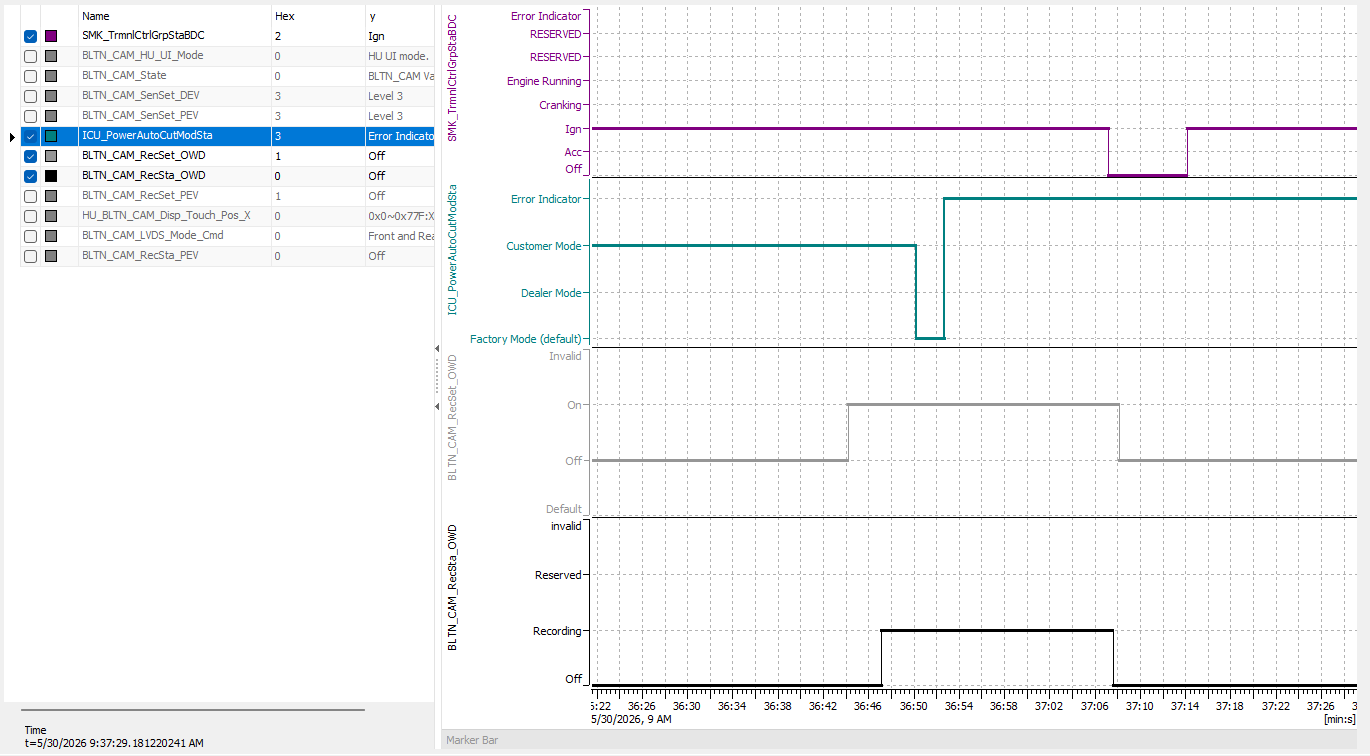 Name Hex y
SMK_TrmnlCtrlGrpStaBDC 2 Ign
BLTN_CAM_HU_UI_Mode 0 HU UI mode.
BLTN_CAM_State 0 BLTN_CAM Va
BLTN_CAM_SenSet_DEV 3 Level 3
BLTN_CAM_SenSet_PEV 3 Level 3
ICU_PowerAutoCutModSta 3 Error Indicato
BLTN_CAM_RecSet_OWD 1 Off
BLTN_CAM_RecSta_OWD 0 Off
BLTN_CAM_RecSet_PEV 1 Off
HU_BLTN_CAM_Disp_Touch_Pos_X 0 0x0~0x77F:X
BLTN_CAM_LVDS_Mode_Cmd 0 Front and Rea
BLTN_CAM_RecSta_PEV 0 Off
Time
t=5/30/2026 9:37:29.181220241 AM
SMK_TrmnlCtrlGrpStaBDC
Error Indicator
RESERVED
RESERVED
Engine Running
Cranking
Ign
Acc
Off
ICU_PowerAutoCutModSta
Error Indicator
Customer Mode
Dealer Mode
Factory Mode (default)
BLTN_CAM_RecSet_OWD
Invalid
On
Off
Default
BLTN_CAM_RecSta_OWD
invalid
Reserved
Recording
Off
5:22 36:26 36:30 36:34 36:38 36:42 36:46 36:50 36:54 36:58 37:02 37:06 37:10 37:14 37:18 37:22 37:26 3
5/30/2026, 9 AM [min:s]
Marker Bar